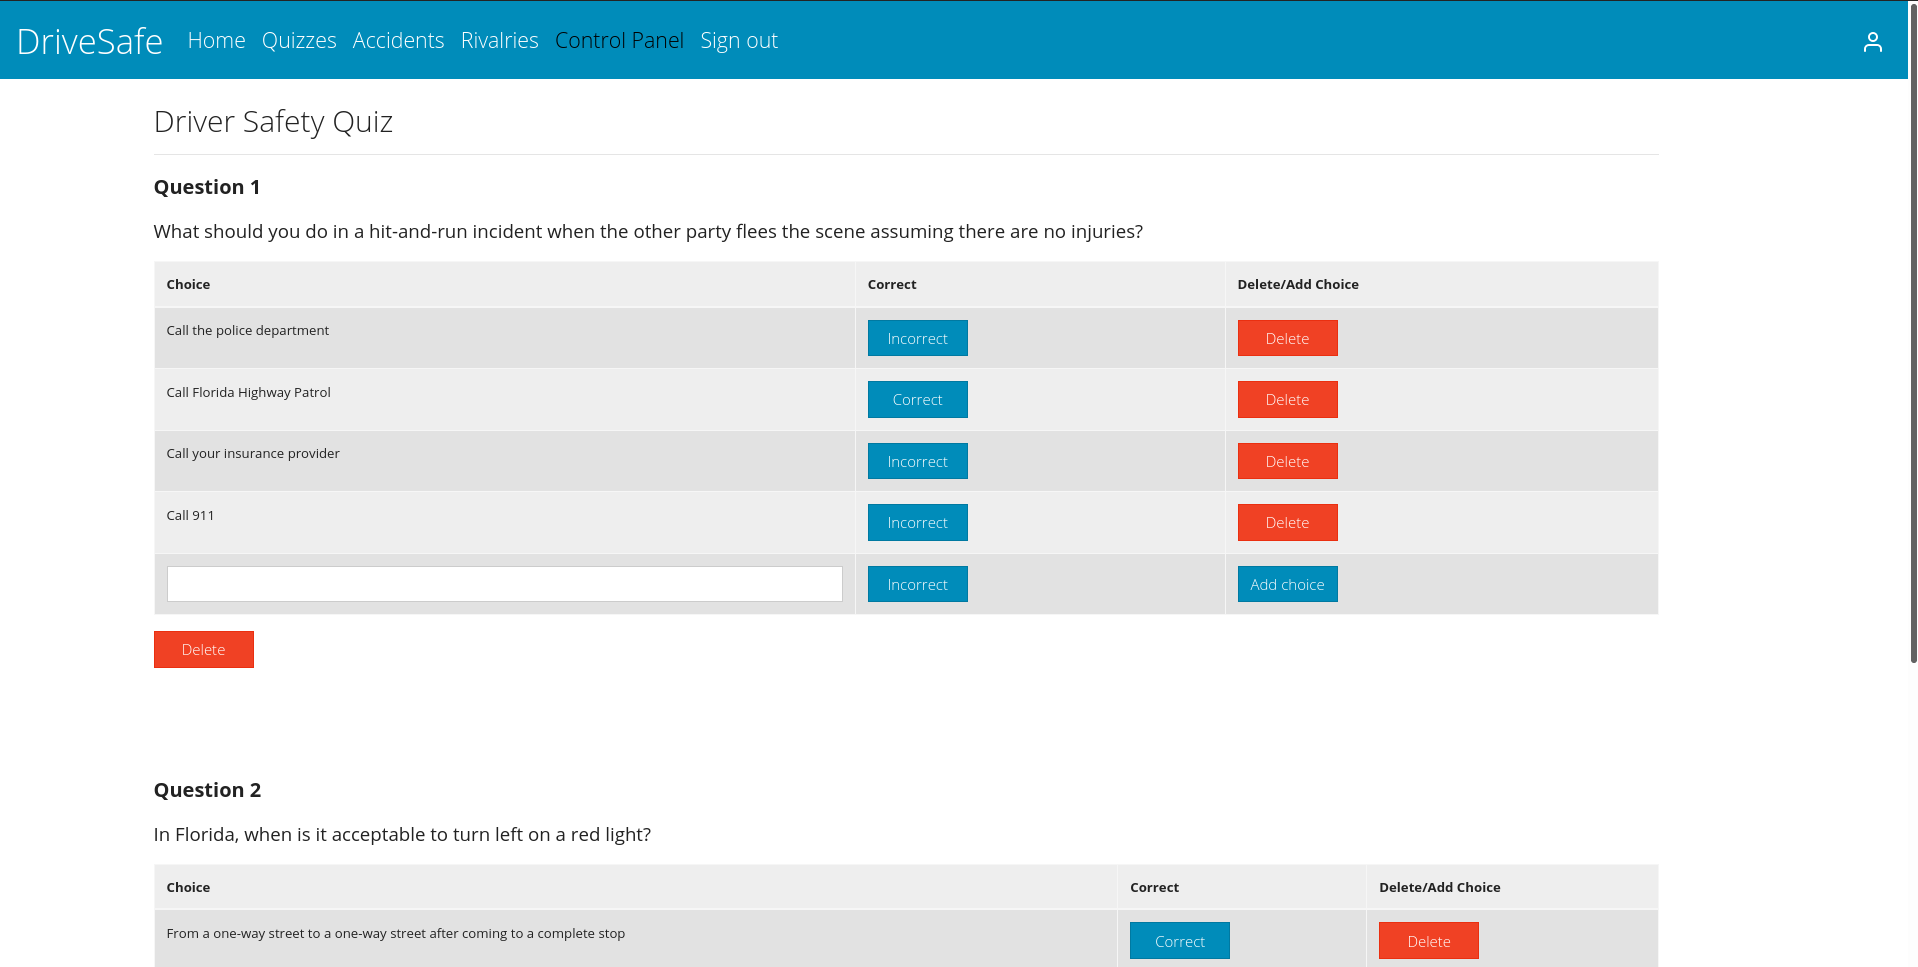 DriveSafe Home Quizzes Accidents Rivalries Control Panel Sign out
Driver Safety Quiz
Question 1
What should you do in a hit-and-run incident when the other party flees the scene assuming there are no injuries?
Choice Correct Delete/Add Choice
Call the police department Incorrect Delete
Call Florida Highway Patrol Correct Delete
Call your insurance provider Incorrect Delete
Call 911 Incorrect Delete
Incorrect Add choice
Delete
Question 2
In Florida, when is it acceptable to turn left on a red light?
Choice Correct Delete/Add Choice
From a one-way street to a one-way street after coming to a complete stop Correct Delete